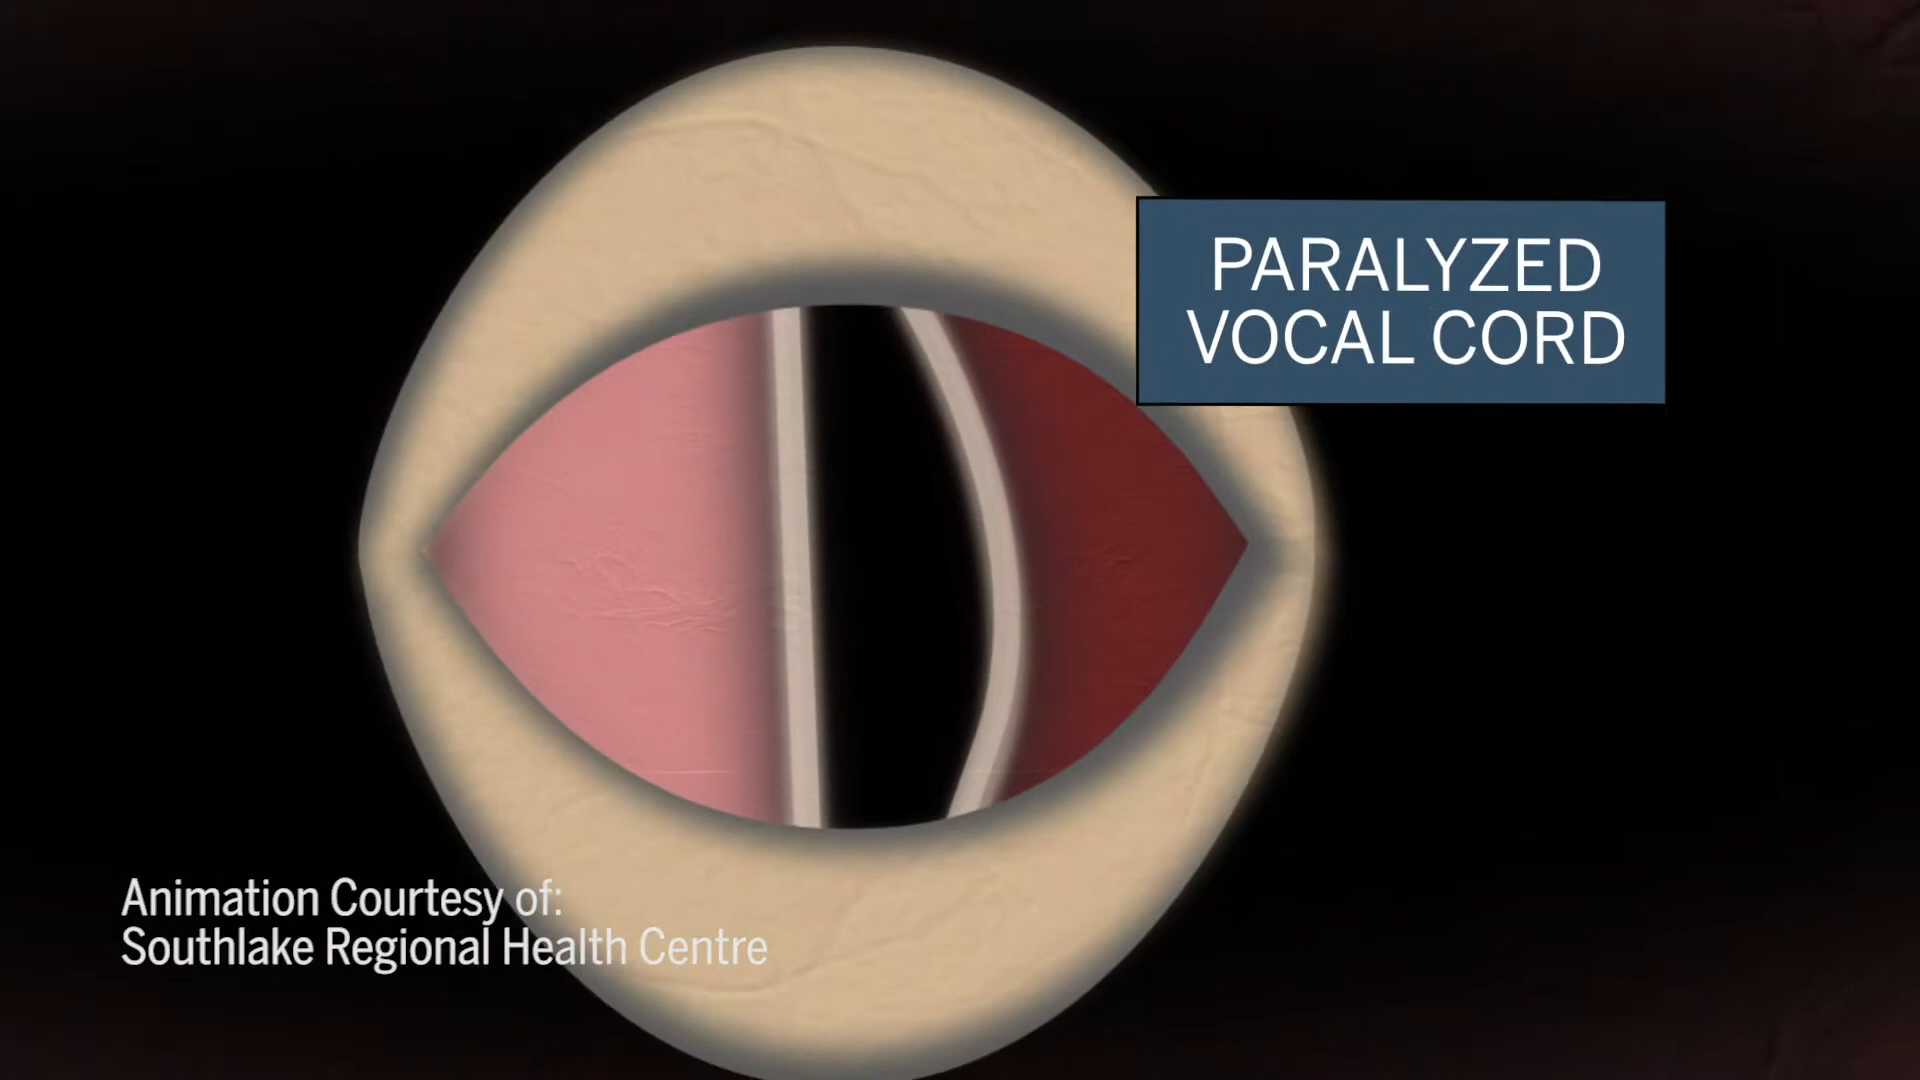 PARALYZED
VOCAL CORD
Animation Courtesy of:
Southlake Regional Health Centre